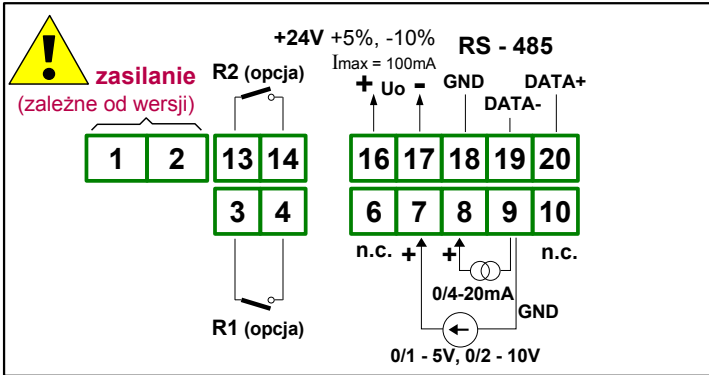 +24V +5%, -10%
Imax = 100mA
RS - 485
zasilanie
(zależne od wersji)
R2 (opcja)
+ Uo -
GND
DATA-
DATA+
1 2 13 14 16 17 18 19 20
3 4 6 7 8 9 10
n.c. + + n.c.
0/4-20mA
GND
R1 (opcja)
0/1 - 5V, 0/2 - 10V